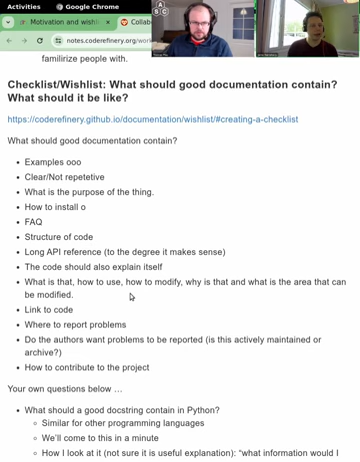 Activities
Google Chrome
Motivation and wishli
Collab
notes.coderefinery.org/wor
familirize people with.
Checklist/Wishlist: What should good documentation contain?
What should it be like?
https://coderefinery.github.io/documentation/wishlist/#creating-a-checklist
What should good documentation contain?
• Examples ooo
• Clear/Not repetetive
• What is the purpose of the thing.
• How to install o
• FAQ
• Structure of code
• Long API reference (to the degree it makes sense)
• The code should also explain itself
• What is that, how to use, how to modify, why is that and what is the area that can
be modified.
• Link to code
• Where to report problems
• Do the authors want problems to be reported (is this actively maintained or
archive?)
• How to contribute to the project
Your own questions below ...
• What should a good docstring contain in Python?
Similar for other programming languages
We'll come to this in a minute
How I look at it (not sure it is useful explanation): "what information would I